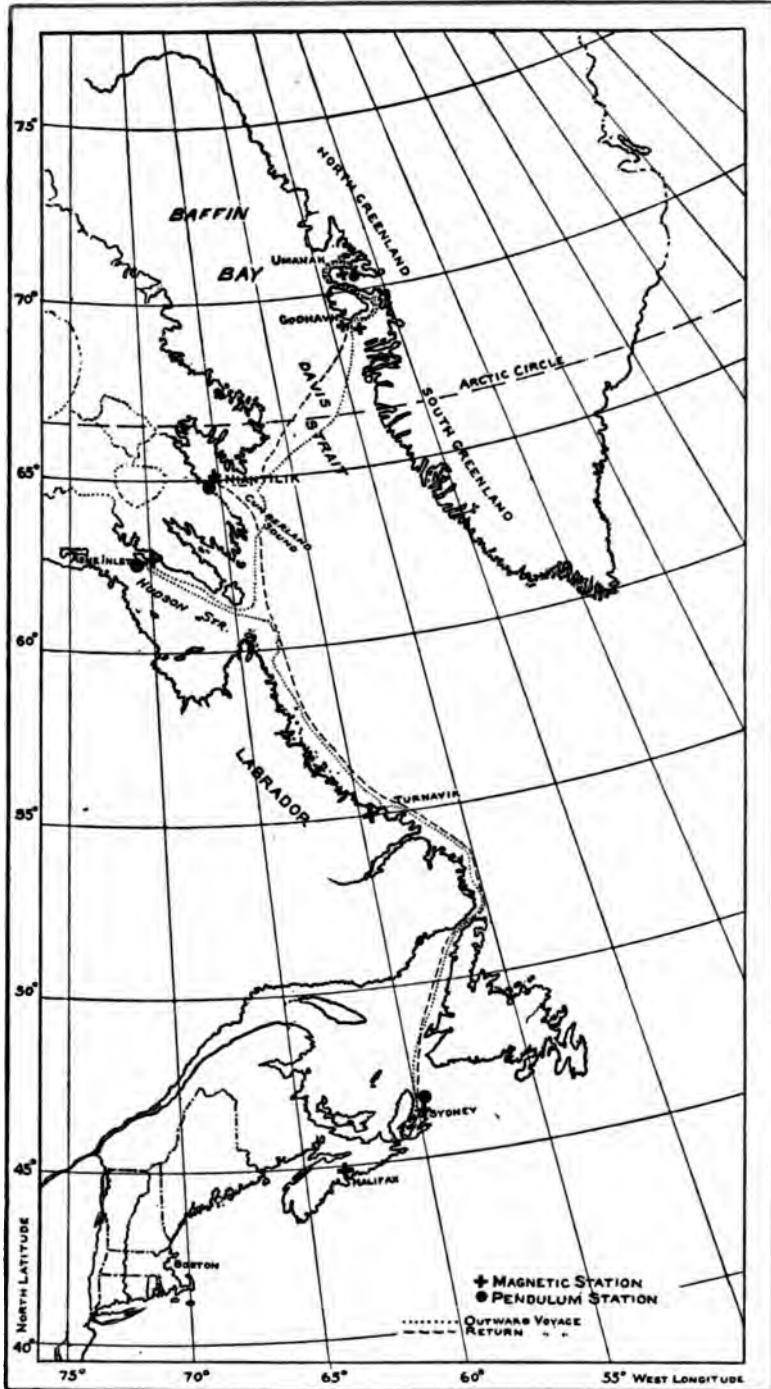 75°
NORTH GREENLAND
BAFFIN
BAY
UMANAK
70°
GODHAVN
DAVIS
STRAIT
ARCTIC CIRCLE
SOUTH GREENLAND
65°
NIANTILIK
CUMBERLAND
SOUND
INLET
HUDSON STR.
60°
LABRADOR
TURNAVIK
55°
50°
SYDNEY
45°
HALIFAX
NORTH LATITUDE
BOSTON
MAGNETIC STATION
PENDULUM STATION
OUTWARD VOYAGE
RETURN " "
40°
75° 70° 65° 60° 55° WEST LONGITUDE